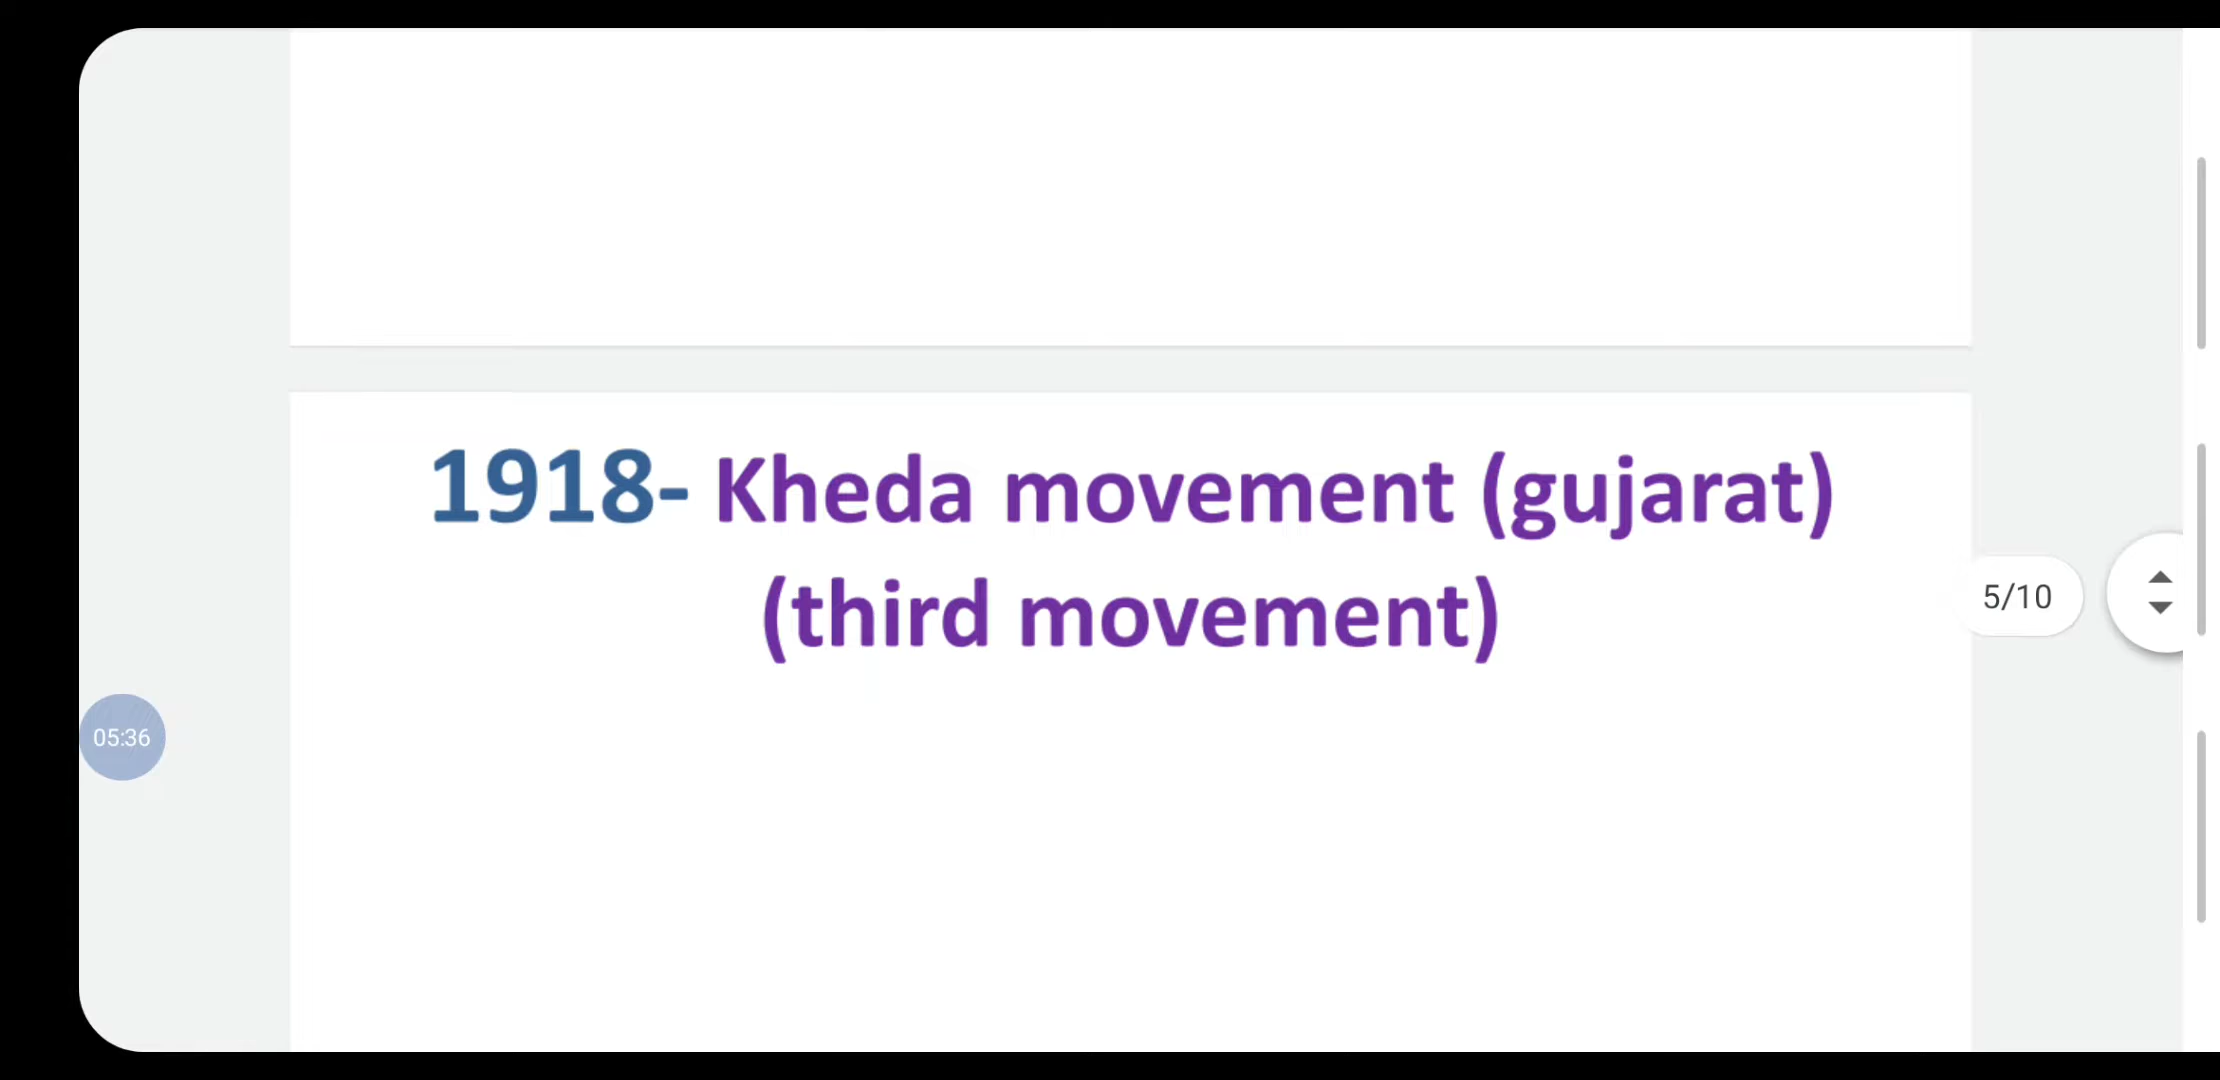 1918- Kheda movement (gujarat)
(third movement)
5/10
05:36